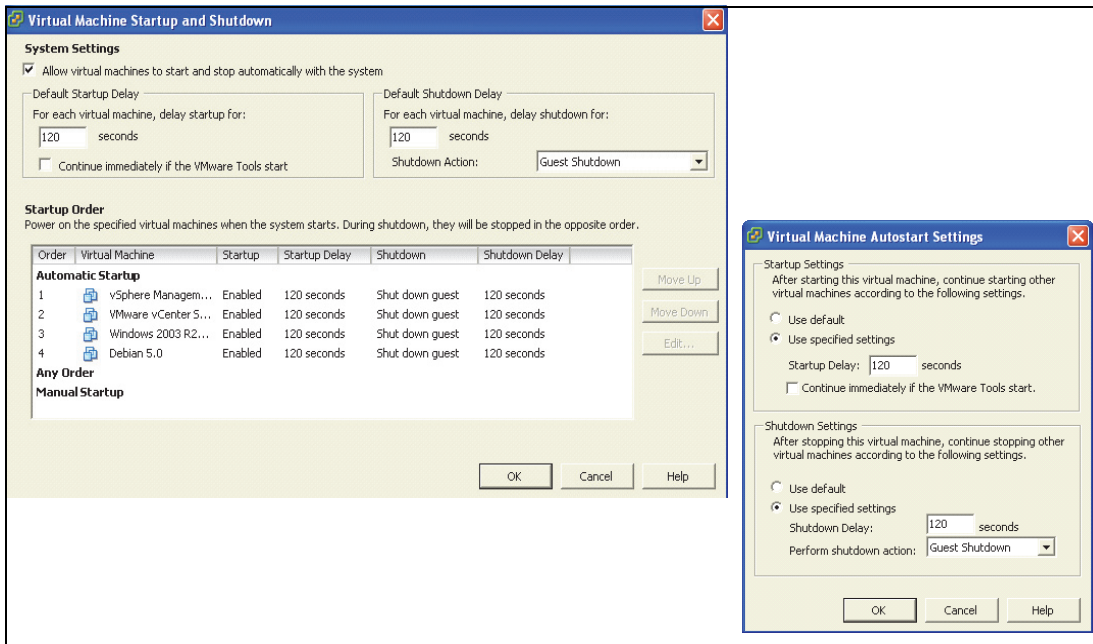 Virtual Machine Startup and Shutdown
System Settings
Allow virtual machines to start and stop automatically with the system
Default Startup Delay
For each virtual machine, delay startup for:
120 seconds
Continue immediately if the VMware Tools start
Default Shutdown Delay
For each virtual machine, delay shutdown for:
120 seconds
Shutdown Action: Guest Shutdown
Startup Order
Power on the specified virtual machines when the system starts. During shutdown, they will be stopped in the opposite order.
Order Virtual Machine Startup Startup Delay Shutdown Shutdown Delay
Automatic Startup
1 vSphere Managem... Enabled 120 seconds Shut down guest 120 seconds
2 VMware vCenter S... Enabled 120 seconds Shut down guest 120 seconds
3 Windows 2003 R2... Enabled 120 seconds Shut down guest 120 seconds
4 Debian 5.0 Enabled 120 seconds Shut down guest 120 seconds
Any Order
Manual Startup
Move Up
Move Down
Edit...
OK Cancel Help
Virtual Machine Autostart Settings
Startup Settings
After starting this virtual machine, continue starting other
virtual machines according to the following settings.
Use default
Use specified settings
Startup Delay: 120 seconds
Continue immediately if the VMware Tools start.
Shutdown Settings
After stopping this virtual machine, continue stopping other
virtual machines according to the following settings.
Use default
Use specified settings
Shutdown Delay: 120 seconds
Perform shutdown action: Guest Shutdown
OK Cancel Help